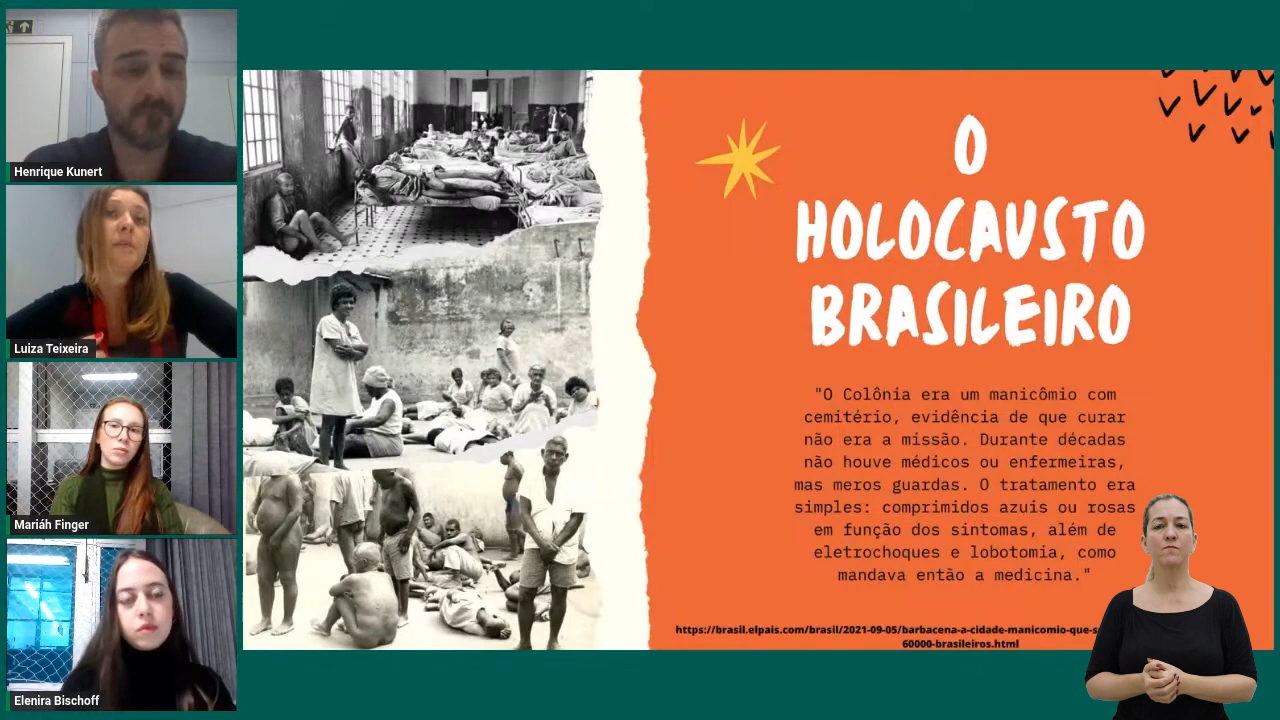 Henrique Kunert
Luiza Teixeira
Mariáh Finger
Elenira Bischoff
O
HOLOCAUSTO
BRASILEIRO
"O Colônia era um manicômio com
cemitério, evidência de que curar
não era a missão. Durante décadas
não houve médicos ou enfermeiras,
mas meros guardas. O tratamento era
simples: comprimidos azuis ou rosas
em função dos sintomas, além de
eletrochoques e lobotomia, como
mandava então a medicina."
https://brasil.elpais.com/brasil/2021-09-05/barbacena-a-cidade-manicomio-que-s
60000-brasileiros.html